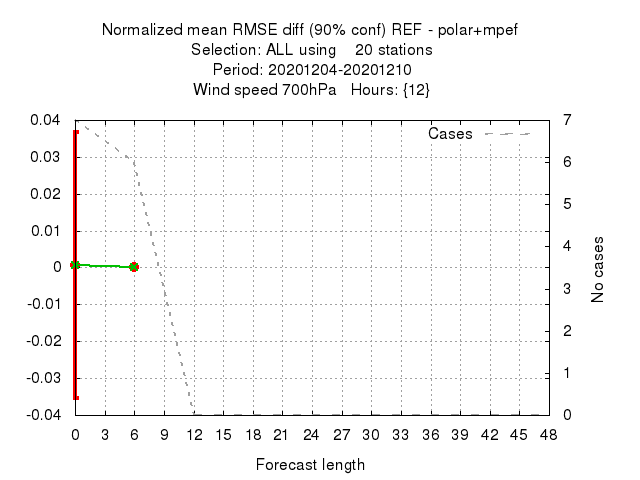 Normalized mean RMSE diff (90% conf) REF - polar+mpef
Selection: ALL using 20 stations
Period: 20201204-20201210
Wind speed 700hPa Hours: {12}
0.04
0.03
0.02
0.01
0
-0.01
-0.02
-0.03
-0.04
Cases
7
6
5
4
3
2
1
0
No cases
0 3 6 9 12 15 18 21 24 27 30 33 36 39 42 45 48
Forecast length